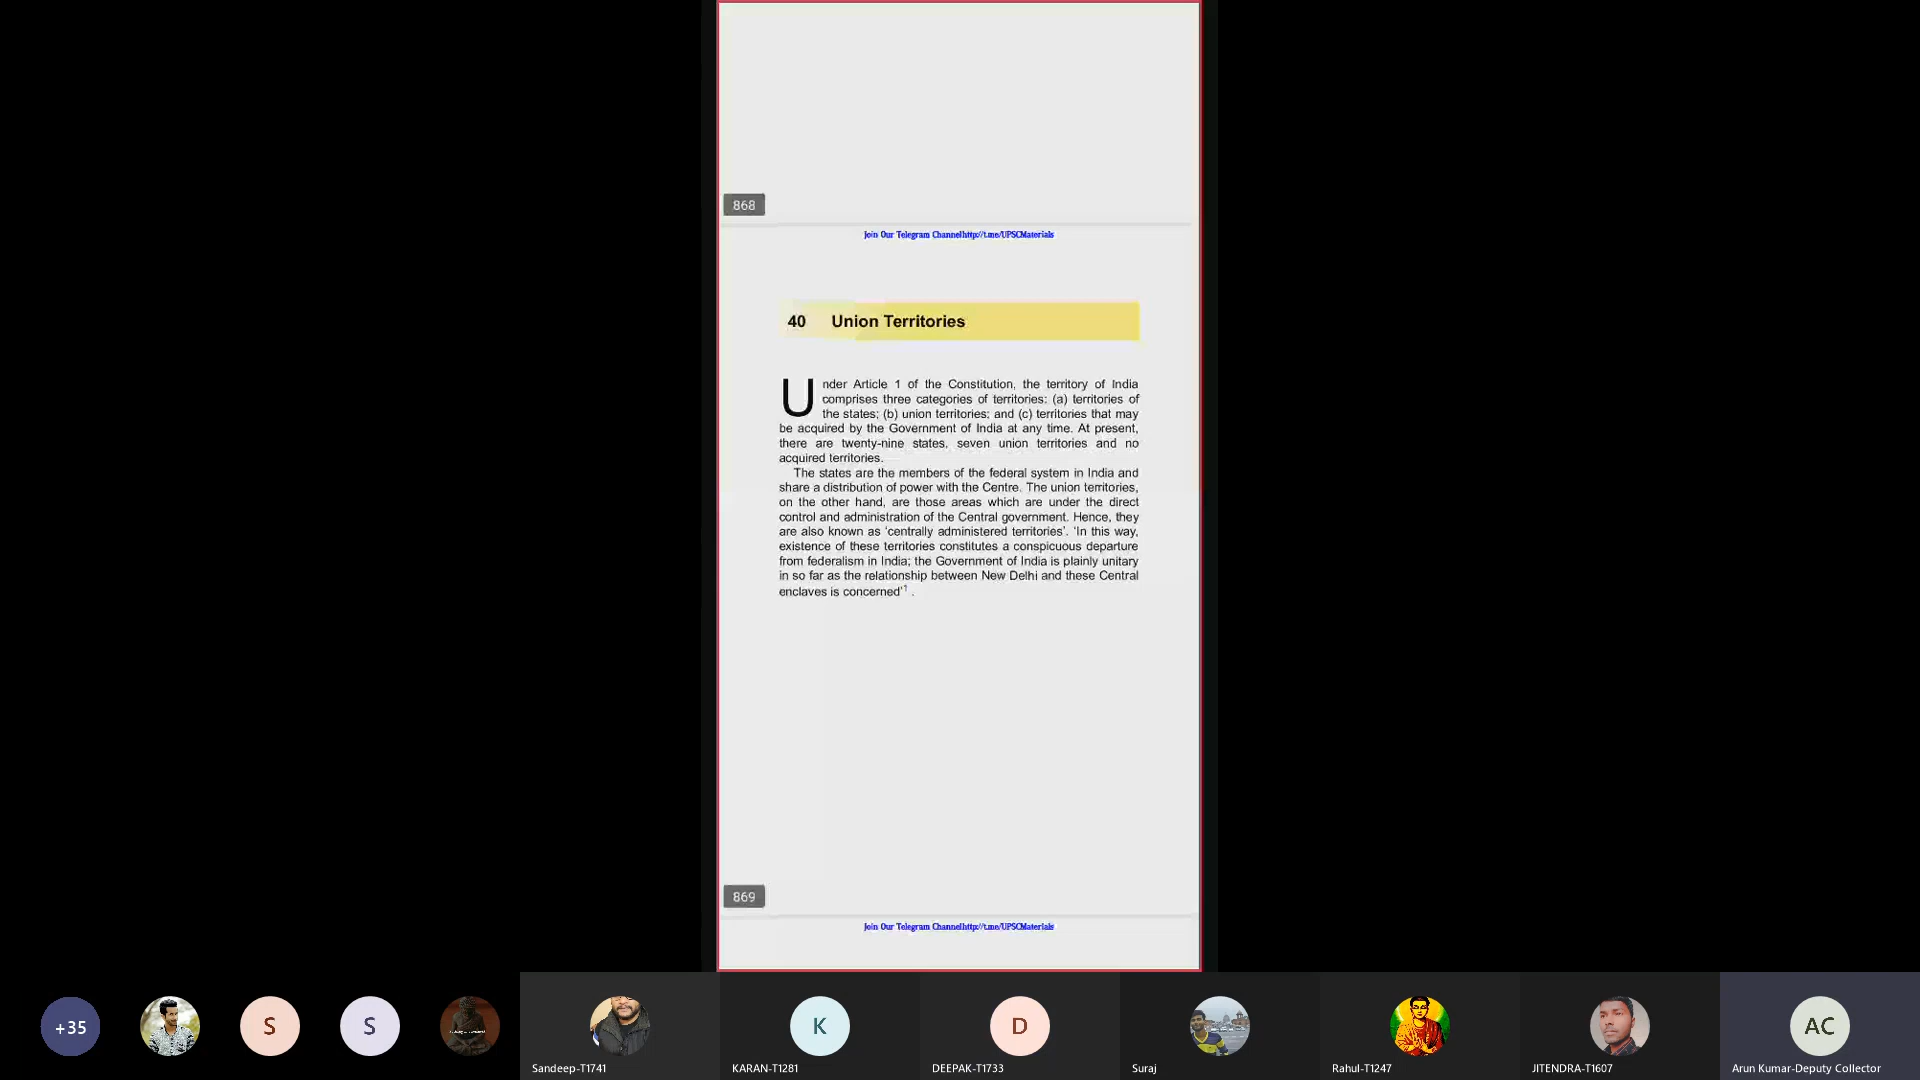 868
Join Our Telegram Channelhttp://t.me/UPSCMaterials
40 Union Territories
Under Article 1 of the Constitution, the territory of India
comprises three categories of territories: (a) territories of
the states; (b) union territories; and (c) territories that may
be acquired by the Government of India at any time. At present,
there are twenty-nine states, seven union territories and no
acquired territories.
The states are the members of the federal system in India and
share a distribution of power with the Centre. The union territories,
on the other hand, are those areas which are under the direct
control and administration of the Central government. Hence, they
are also known as ‘centrally administered territories’. ‘In this way,
existence of these territories constitutes a conspicuous departure
from federalism in India; the Government of India is plainly unitary
in so far as the relationship between New Delhi and these Central
enclaves is concerned’1 .
869
Join Our Telegram Channelhttp://t.me/UPSCMaterials
+35
S
S
K
D
AC
Sandeep-T1741
KARAN-T1281
DEEPAK-T1733
Suraj
Rahul-T1247
JITENDRA-T1607
Arun Kumar-Deputy Collector